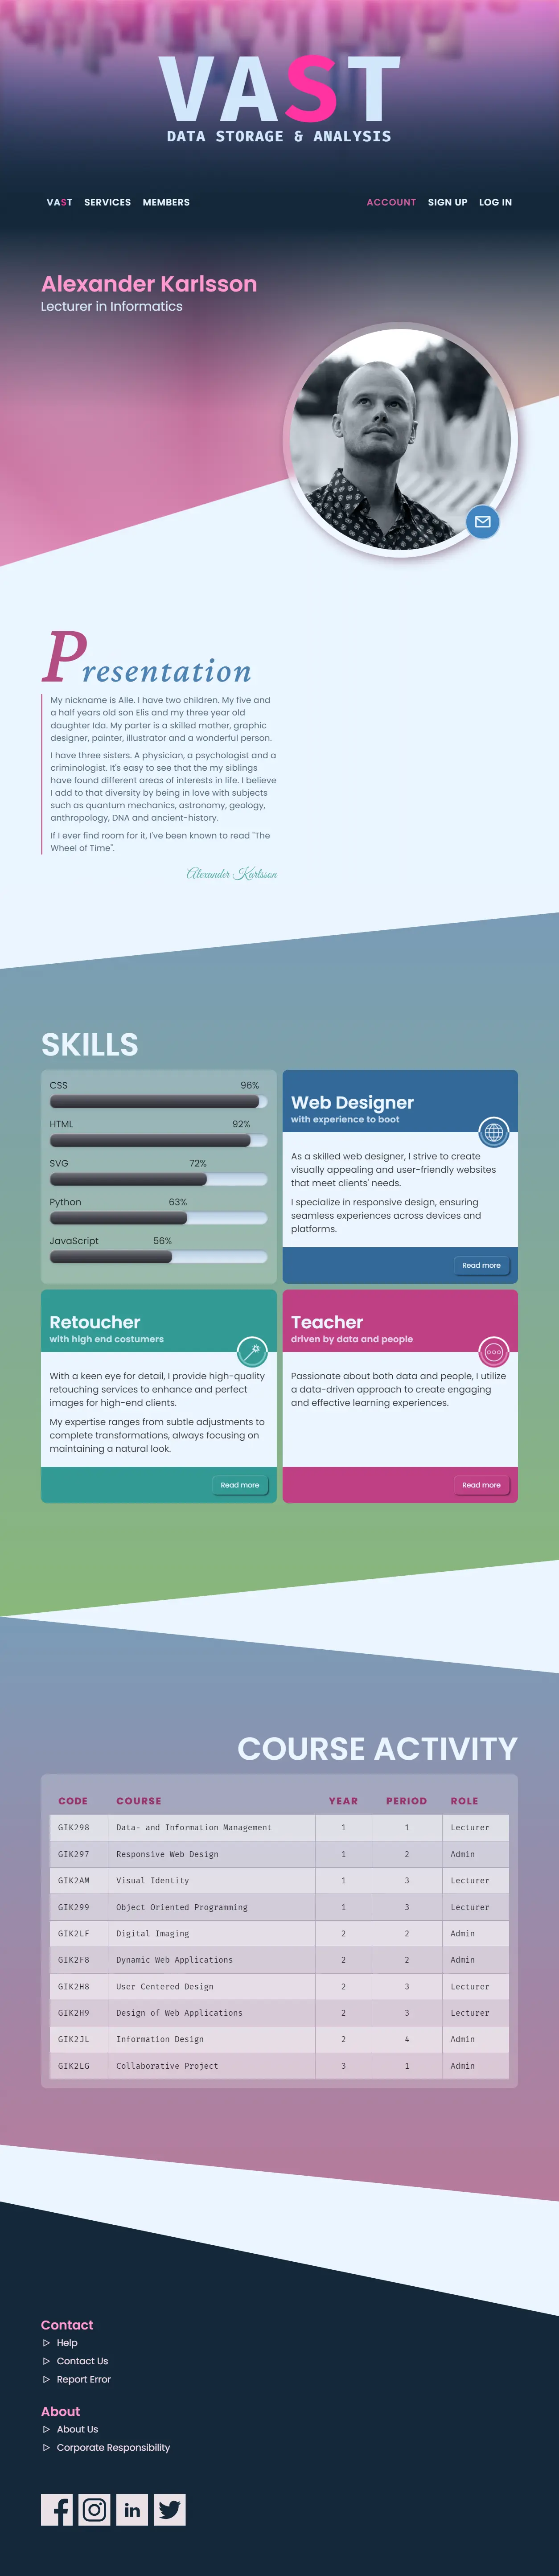 VAST
DATA STORAGE & ANALYSIS
VAST SERVICES MEMBERS
ACCOUNT SIGN UP LOG IN
Alexander Karlsson
Lecturer in Informatics
Presentation
My nickname is Alle. I have two children. My five and
a half years old son Elis and my three year old
daughter Ida. My parter is a skilled mother, graphic
designer, painter, illustrator and a wonderful person.
I have three sisters. A physician, a psychologist and a
criminologist. It's easy to see that the my siblings
have found different areas of interests in life. I believe
I add to that diversity by being in love with subjects
such as quantum mechanics, astronomy, geology,
anthropology, DNA and ancient-history.
If I ever find room for it, I've been known to read "The
Wheel of Time".
Alexander Karlsson
SKILLS
CSS 96%
HTML 92%
SVG 72%
Python 63%
JavaScript 56%
Web Designer
with experience to boot
As a skilled web designer, I strive to create
visually appealing and user-friendly websites
that meet clients' needs.
I specialize in responsive design, ensuring
seamless experiences across devices and
platforms.
Read more
Retoucher
with high end costumers
With a keen eye for detail, I provide high-quality
retouching services to enhance and perfect
images for high-end clients.
My expertise ranges from subtle adjustments to
complete transformations, always focusing on
maintaining a natural look.
Read more
Teacher
driven by data and people
Passionate about both data and people, I utilize
a data-driven approach to create engaging
and effective learning experiences.
Read more
COURSE ACTIVITY
CODE COURSE YEAR PERIOD ROLE
GIK298 Data- and Information Management 1 1 Lecturer
GIK297 Responsive Web Design 1 2 Admin
GIK2AM Visual Identity 1 3 Lecturer
GIK299 Object Oriented Programming 1 3 Lecturer
GIK2LF Digital Imaging 2 2 Admin
GIK2F8 Dynamic Web Applications 2 2 Admin
GIK2H8 User Centered Design 2 3 Lecturer
GIK2H9 Design of Web Applications 2 3 Lecturer
GIK2JL Information Design 2 4 Admin
GIK2LG Collaborative Project 3 1 Admin
Contact
Help
Contact Us
Report Error
About
About Us
Corporate Responsibility